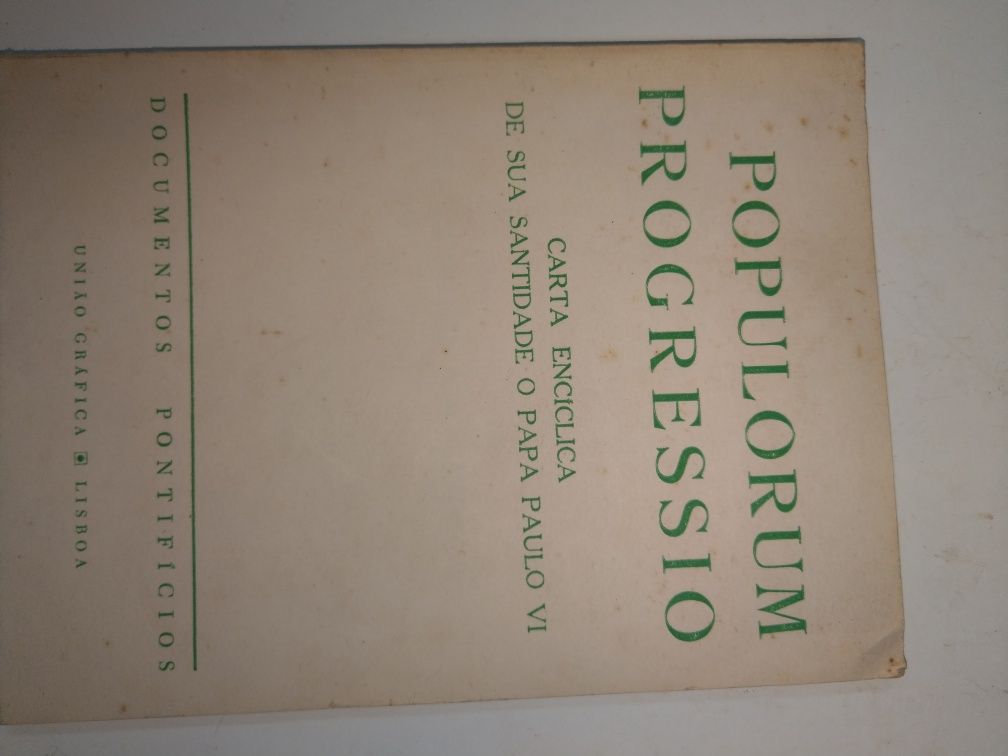 POPULORUM
PROGRESSIO
CARTA ENCÍCLICA
DE SUA SANTIDADE O PAPA PAULO VI
DOCUMENTOS PONTIFÍCIOS
UNIÃO GRÁFICA LISBOA